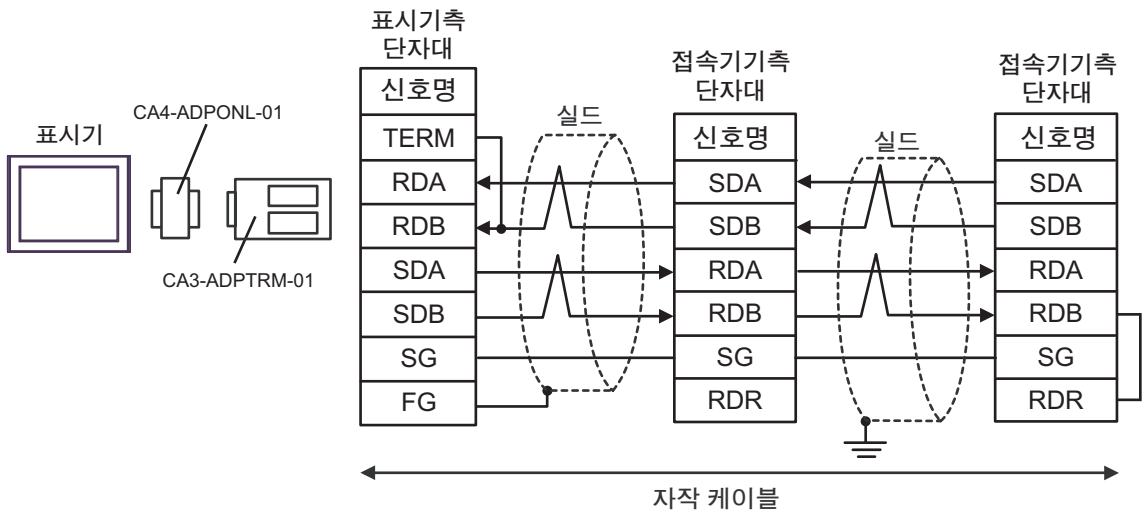 표시기
CA4-ADPONL-01
CA3-ADPTRM-01
표시기측
단자대
신호명
TERM
RDA
RDB
SDA
SDB
SG
FG
실드
접속기기측
단자대
신호명
SDA
SDB
RDA
RDB
SG
RDR
실드
접속기기측
단자대
신호명
SDA
SDB
RDA
RDB
SG
RDR
자작 케이블